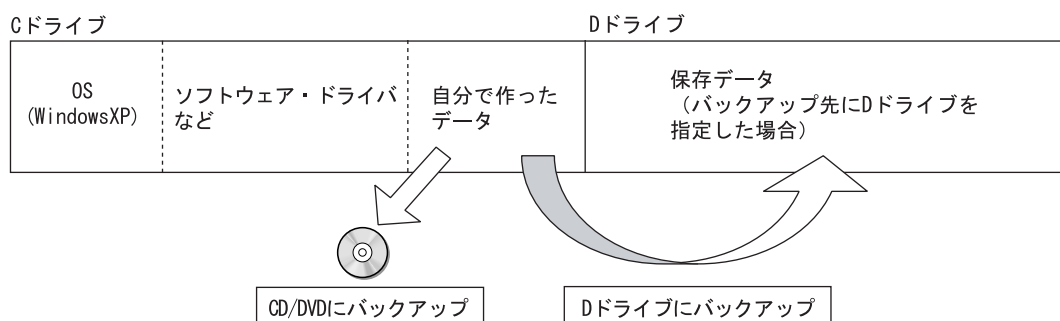 Cドライブ
Dドライブ
OS
(WindowsXP)
ソフトウェア・ドライバ
など
自分で作った
データ
保存データ
（バックアップ先にDドライブを
指定した場合）
CD/DVDにバックアップ
Dドライブにバックアップ